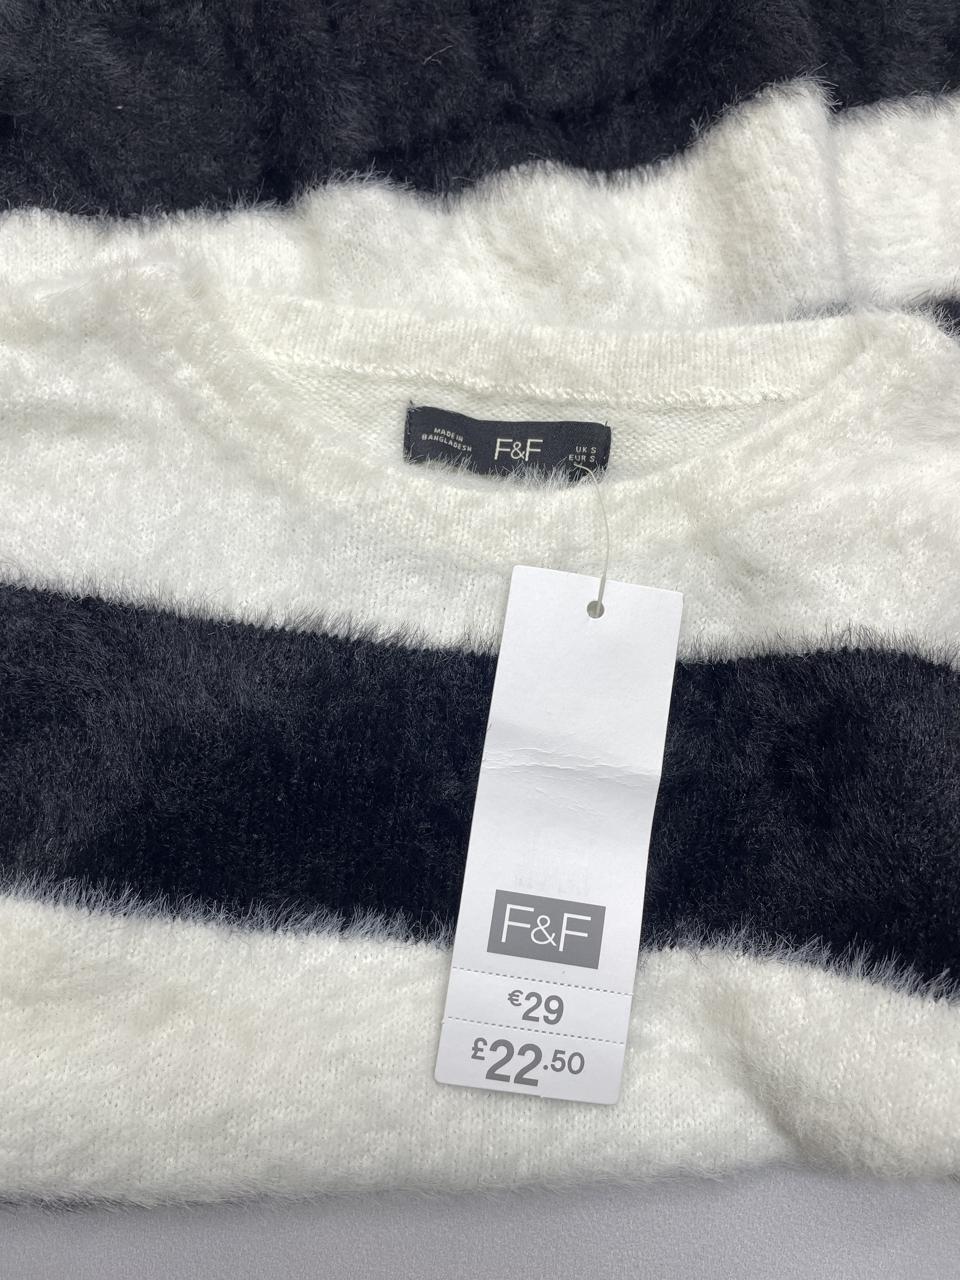 MADE IN
BANGLADESH
F&F
UK S
EUR S
F&F
€29
£22.50